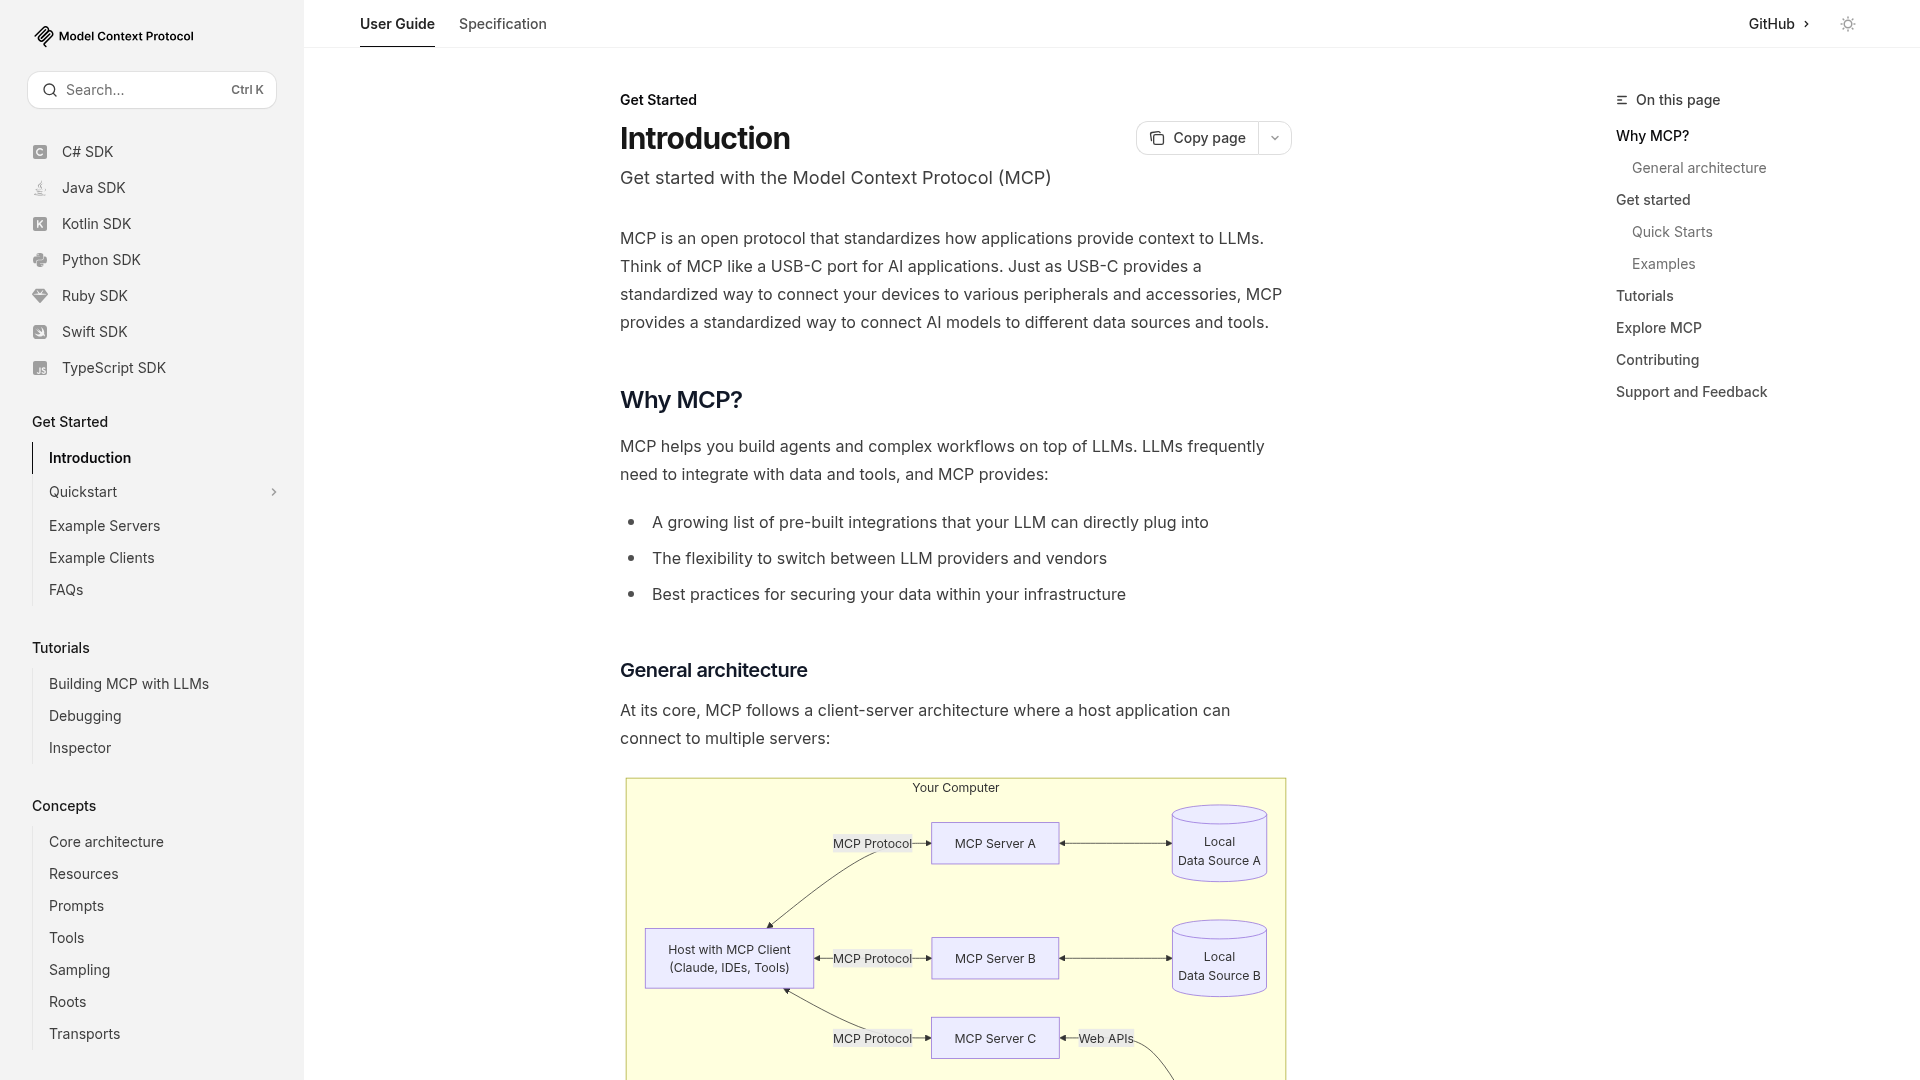 Model Context Protocol
Search...
Ctrl K
C# SDK
Java SDK
Kotlin SDK
Python SDK
Ruby SDK
Swift SDK
TypeScript SDK
Get Started
Introduction
Quickstart
Example Servers
Example Clients
FAQs
Tutorials
Building MCP with LLMs
Debugging
Inspector
Concepts
Core architecture
Resources
Prompts
Tools
Sampling
Roots
Transports
User Guide
Specification
GitHub
Get Started
Introduction
Copy page
Get started with the Model Context Protocol (MCP)
MCP is an open protocol that standardizes how applications provide context to LLMs.
Think of MCP like a USB-C port for AI applications. Just as USB-C provides a
standardized way to connect your devices to various peripherals and accessories, MCP
provides a standardized way to connect AI models to different data sources and tools.
Why MCP?
MCP helps you build agents and complex workflows on top of LLMs. LLMs frequently
need to integrate with data and tools, and MCP provides:
A growing list of pre-built integrations that your LLM can directly plug into
The flexibility to switch between LLM providers and vendors
Best practices for securing your data within your infrastructure
General architecture
At its core, MCP follows a client-server architecture where a host application can
connect to multiple servers:
Your Computer
MCP Protocol
MCP Server A
Local
Data Source A
Host with MCP Client
(Claude, IDEs, Tools)
MCP Protocol
MCP Server B
Local
Data Source B
MCP Protocol
MCP Server C
Web APIs
On this page
Why MCP?
General architecture
Get started
Quick Starts
Examples
Tutorials
Explore MCP
Contributing
Support and Feedback